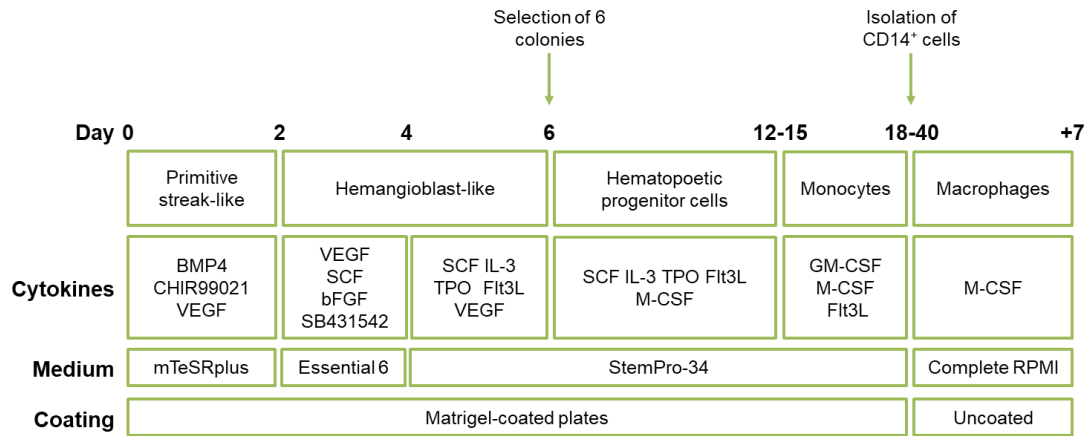 Selection of 6
colonies
Isolation of
CD14⁺ cells
Day 0 2 4 6 12-15 18-40 +7
Primitive
streak-like
Hemangioblast-like
Hematopoetic
progenitor cells
Monocytes
Macrophages
Cytokines
BMP4
CHIR99021
VEGF
VEGF
SCF
bFGF
SB431542
SCF IL-3
TPO Flt3L
VEGF
SCF IL-3 TPO Flt3L
M-CSF
GM-CSF
M-CSF
Flt3L
M-CSF
Medium mTeSRplus Essential 6 StemPro-34 Complete RPMI
Coating Matrigel-coated plates Uncoated